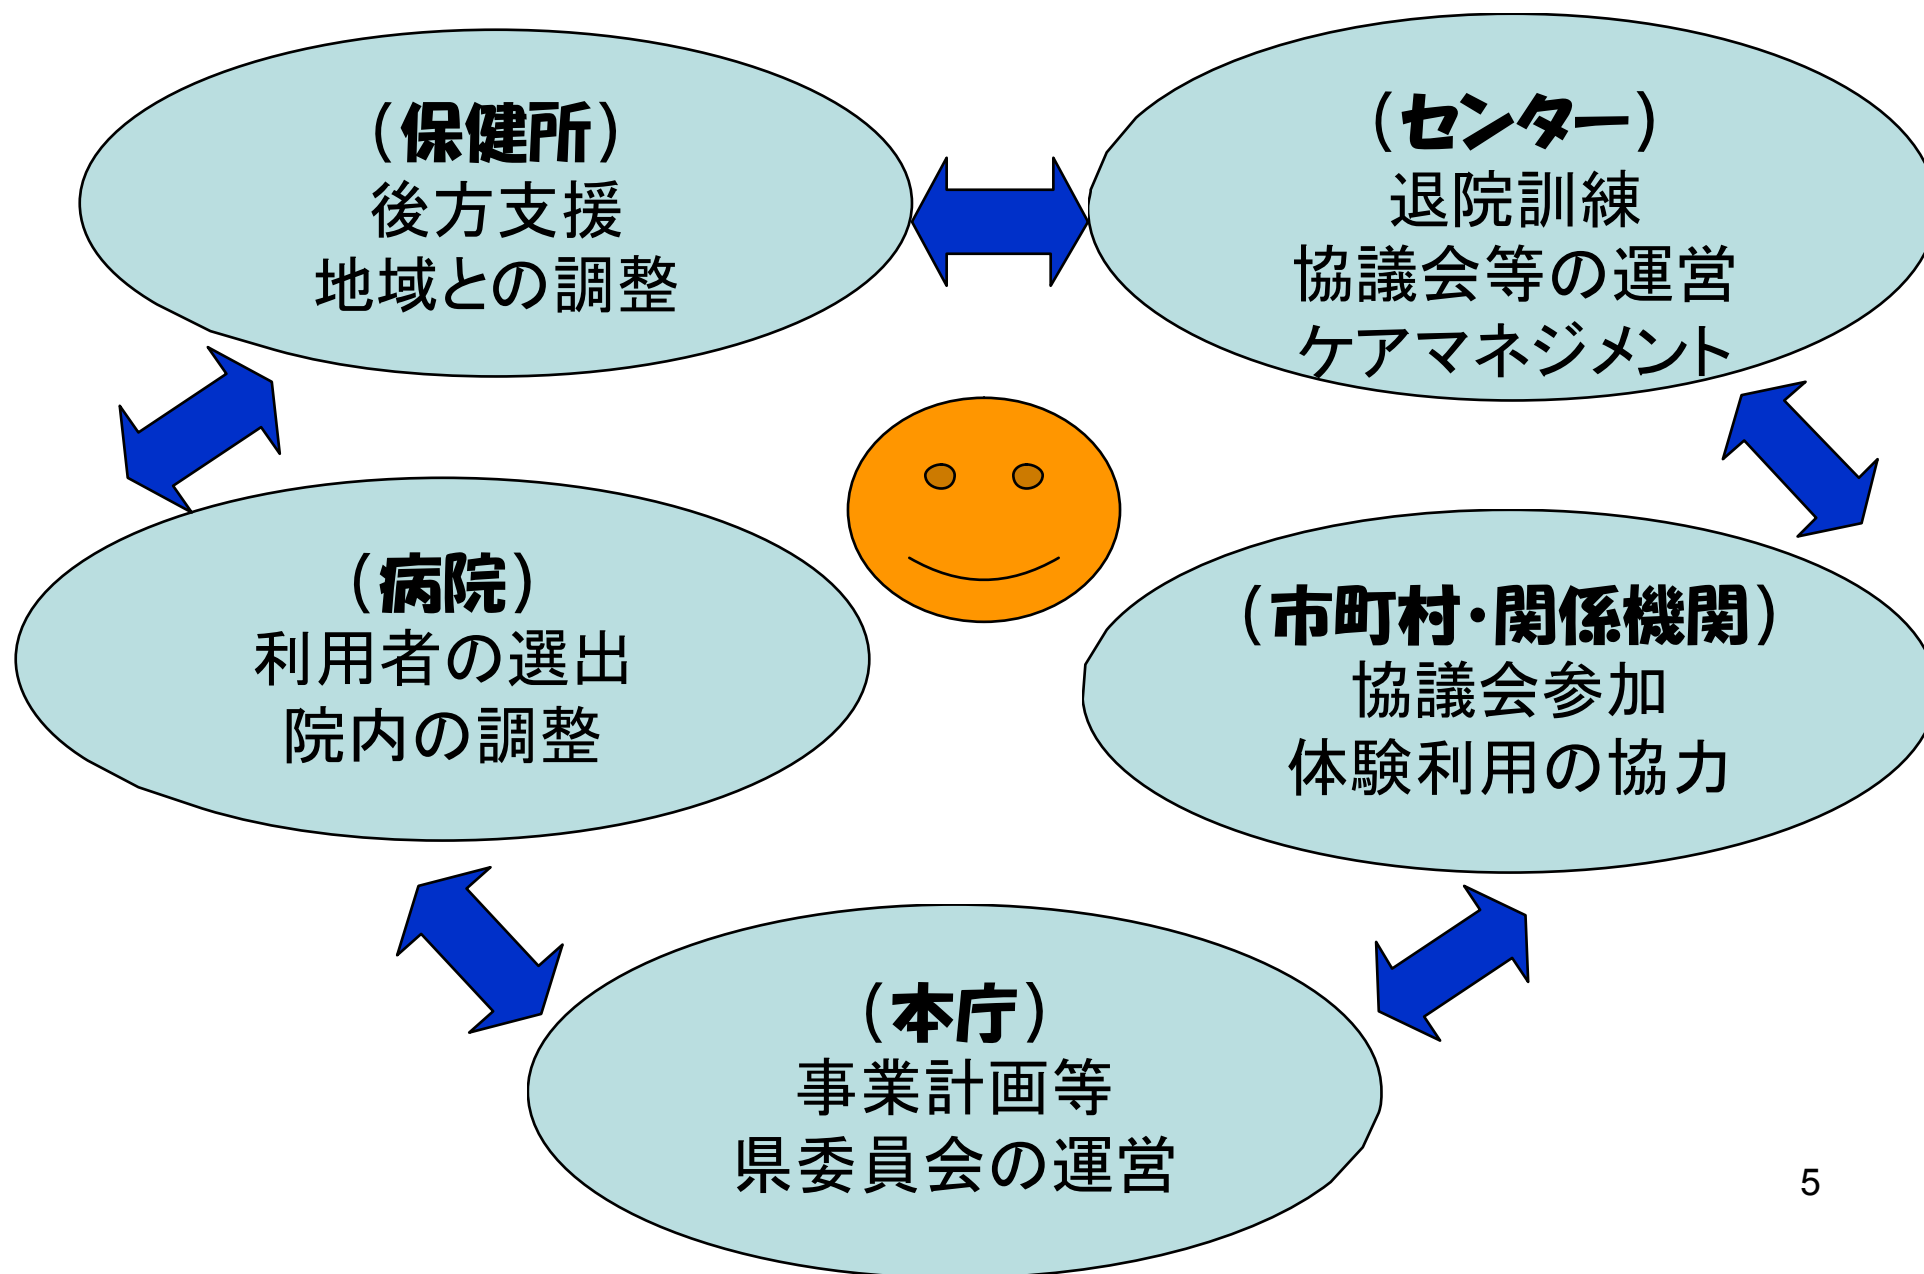 （保健所）
後方支援
地域との調整
（センター）
退院訓練
協議会等の運営
ケアマネジメント
（病院）
利用者の選出
院内の調整
（市町村・関係機関）
協議会参加
体験利用の協力
（本庁）
事業計画等
県委員会の運営
5